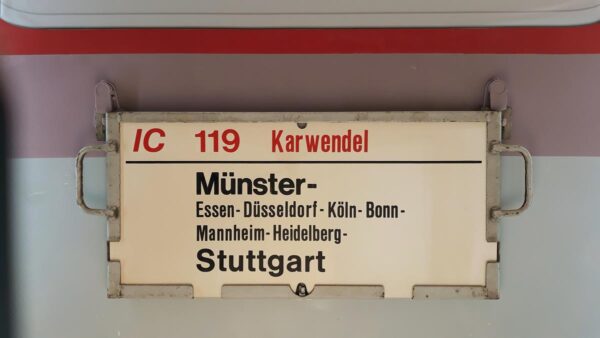 IC 119 Karwendel
Münster-
Essen-Düsseldorf-Köln-Bonn-
Mannheim-Heidelberg-
Stuttgart